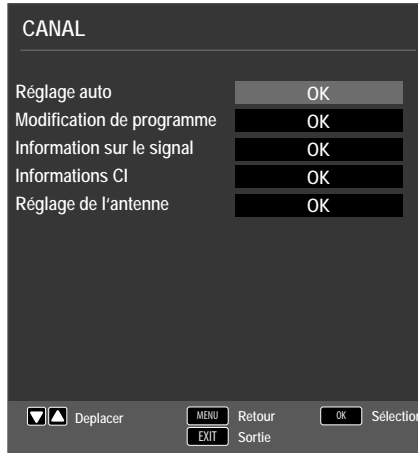 CANAL
Réglage auto OK
Modification de programme OK
Information sur le signal OK
Informations CI OK
Réglage de l'antenne OK
Deplacer MENU Retour OK Sélection
EXIT Sortie